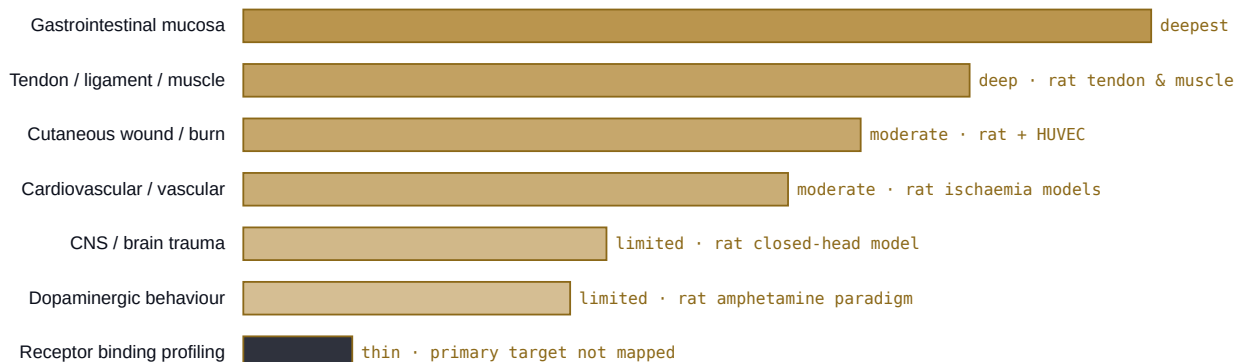 Gastrointestinal mucosa deepest
Tendon / ligament / muscle deep · rat tendon & muscle
Cutaneous wound / burn moderate · rat + HUVEC
Cardiovascular / vascular moderate · rat ischaemia models
CNS / brain trauma limited · rat closed-head model
Dopaminergic behaviour limited · rat amphetamine paradigm
Receptor binding profiling thin · primary target not mapped